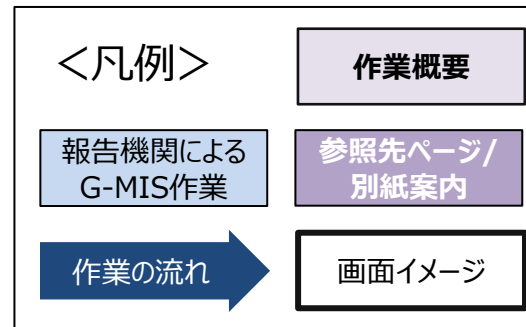 ＜凡例＞
作業概要
報告機関による
G-MIS作業
参照先ページ/
別紙案内
作業の流れ
画面イメージ